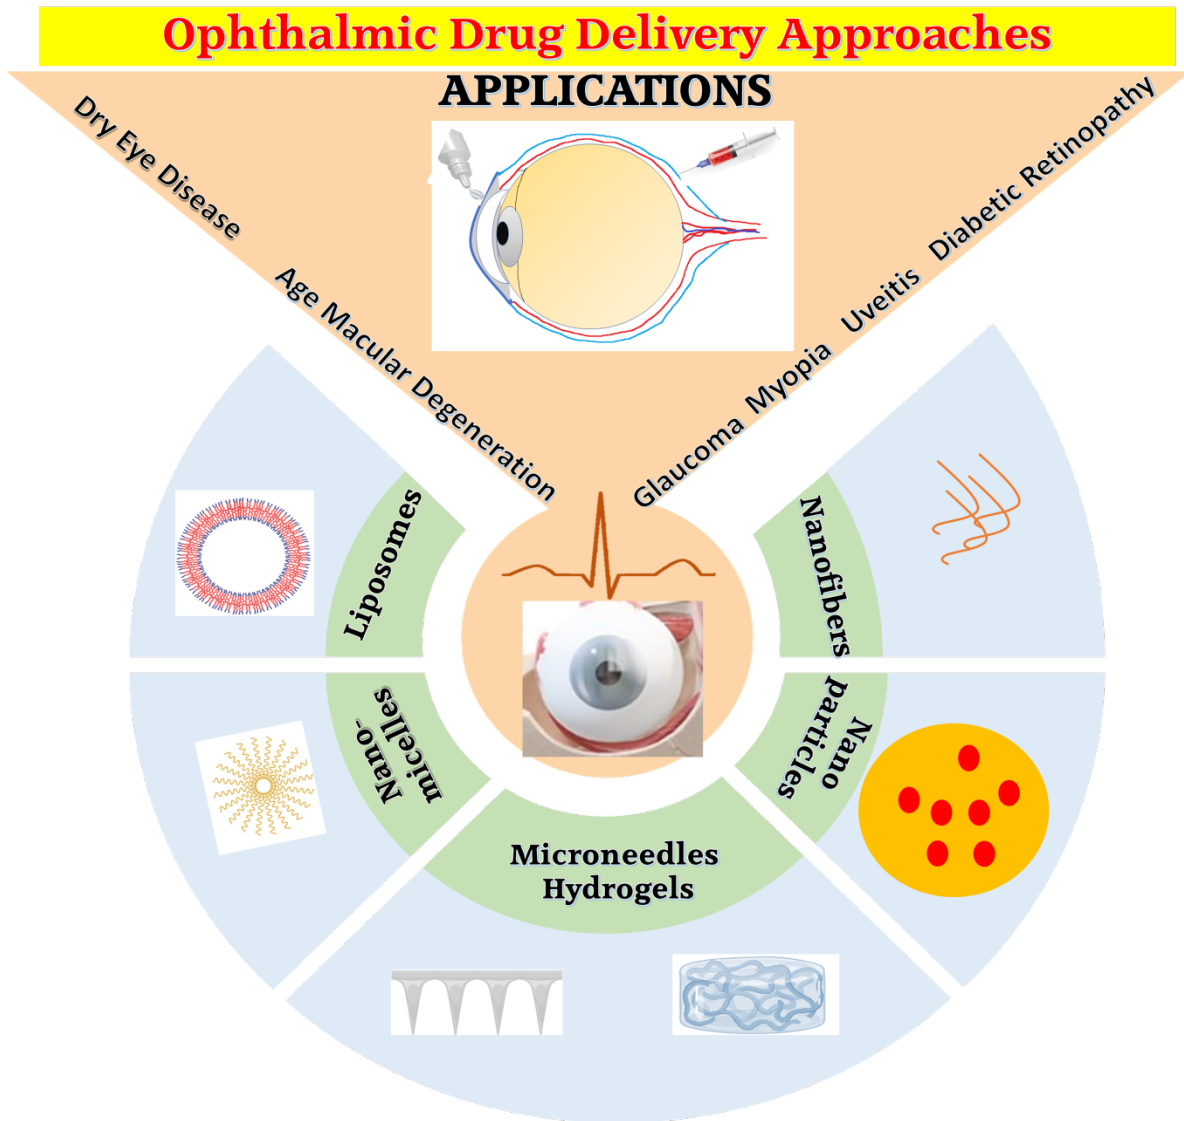 Ophthalmic Drug Delivery Approaches
APPLICATIONS
Dry Eye Disease
Age Macular Degeneration
Glaucoma
Myopia
Uveitis
Diabetic Retinopathy
Liposomes
Nanofibers
Nano-
micelles
Nano
particles
Microneedles
Hydrogels